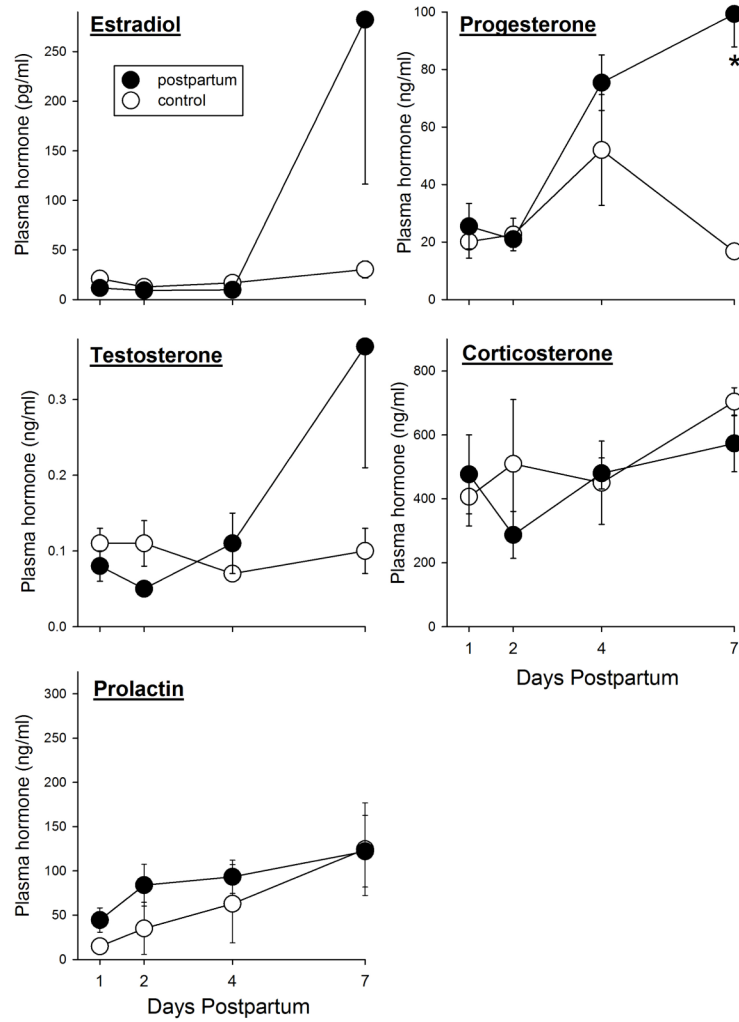 Estradiol
Plasma hormone (pg/ml)
250
200
150
100
50
0
postpartum
control
Progesterone
Plasma hormone (ng/ml)
100
80
60
40
20
0
*
Testosterone
Plasma hormone (ng/ml)
0.3
0.2
0.1
0.0
Corticosterone
Plasma hormone (ng/ml)
800
600
400
200
0
1 2 4 7
Days Postpartum
Prolactin
Plasma hormone (ng/ml)
300
250
200
150
100
50
0
1 2 4 7
Days Postpartum